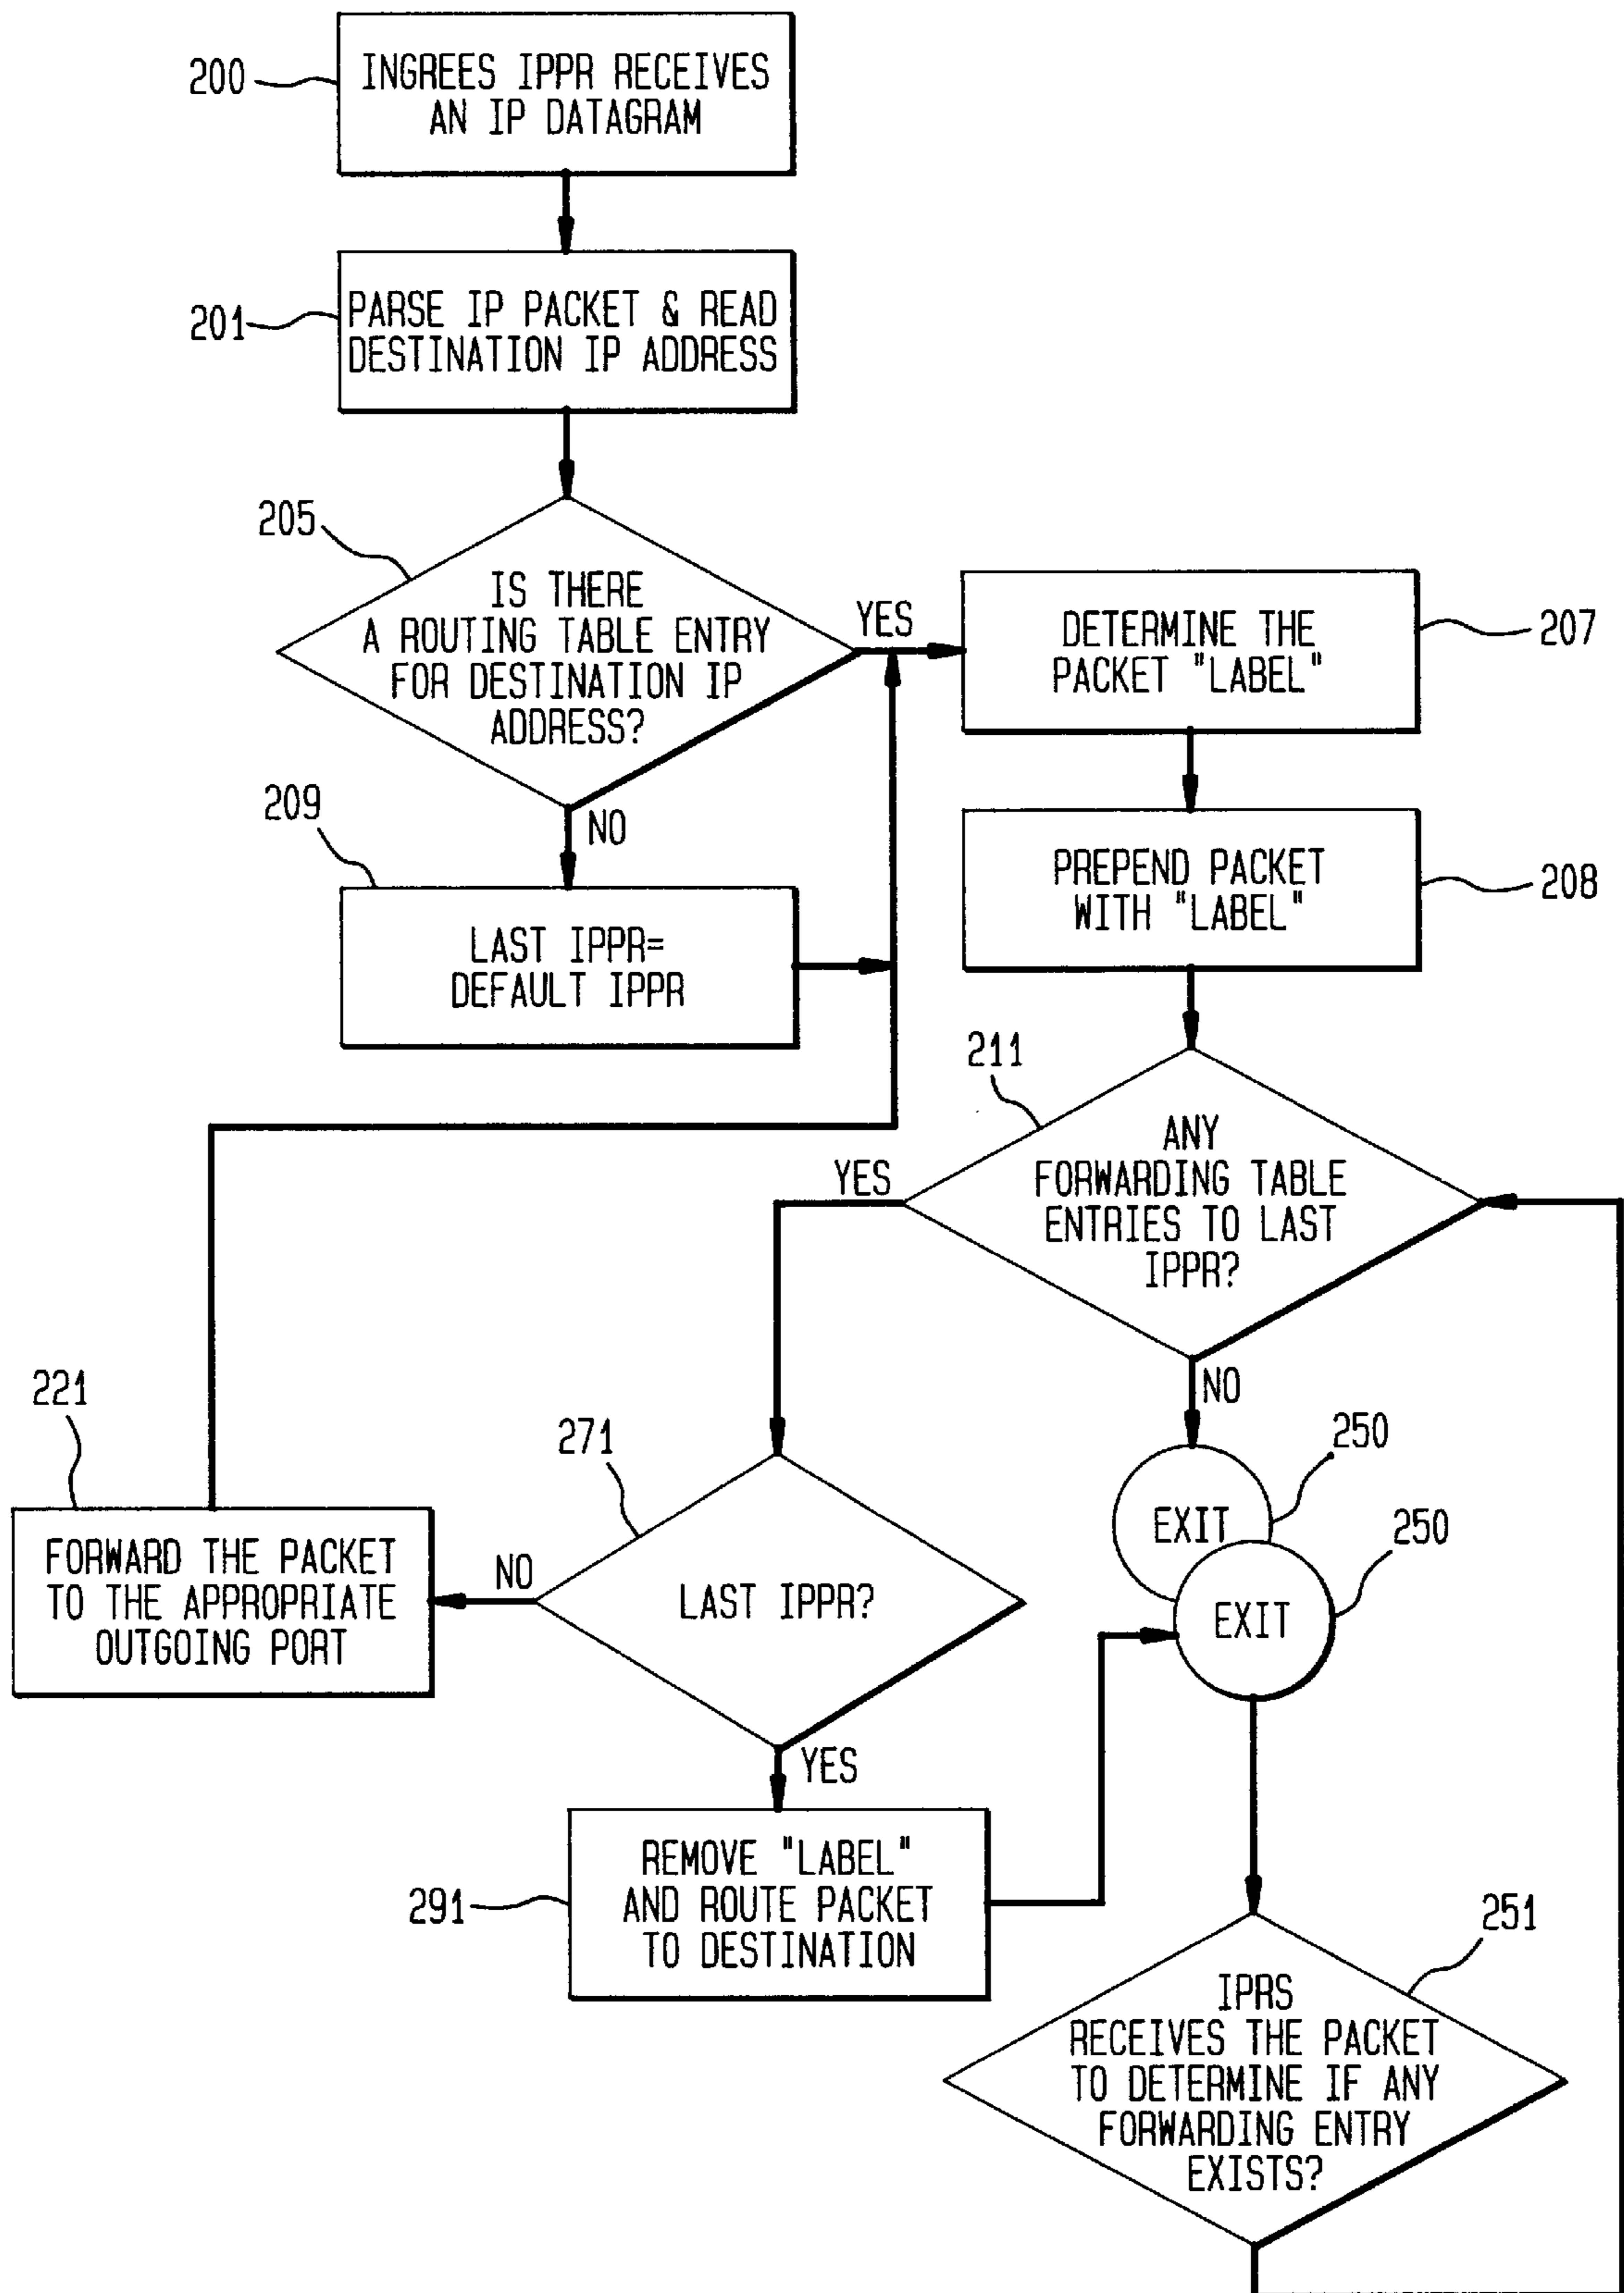 200
INGREES IPPR RECEIVES
AN IP DATAGRAM
201
PARSE IP PACKET & READ
DESTINATION IP ADDRESS
205
IS THERE
A ROUTING TABLE ENTRY
FOR DESTINATION IP
ADDRESS?
YES
NO
DETERMINE THE
PACKET "LABEL"
207
209
LAST IPPR=
DEFAULT IPPR
PREPEND PACKET
WITH "LABEL"
208
211
ANY
FORWARDING TABLE
ENTRIES TO LAST
IPPR?
YES
NO
221
FORWARD THE PACKET
TO THE APPROPRIATE
OUTGOING PORT
NO
271
LAST IPPR?
YES
250
EXIT
250
EXIT
291
REMOVE "LABEL"
AND ROUTE PACKET
TO DESTINATION
251
IPRS
RECEIVES THE PACKET
TO DETERMINE IF ANY
FORWARDING ENTRY
EXISTS?